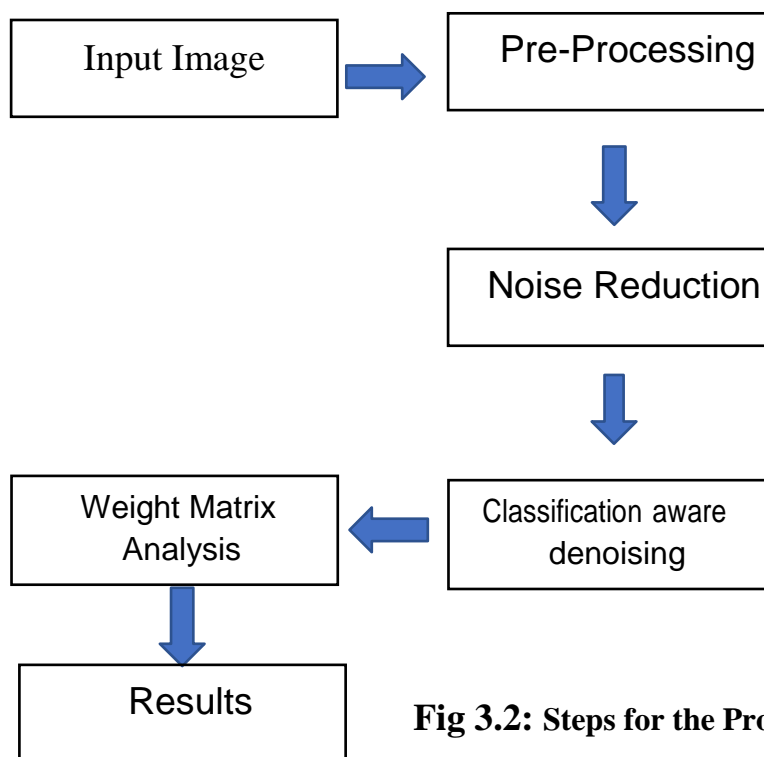 Input Image
Pre-Processing
Noise Reduction
Classification aware
denoising
Weight Matrix
Analysis
Results
Fig 3.2: Steps for the